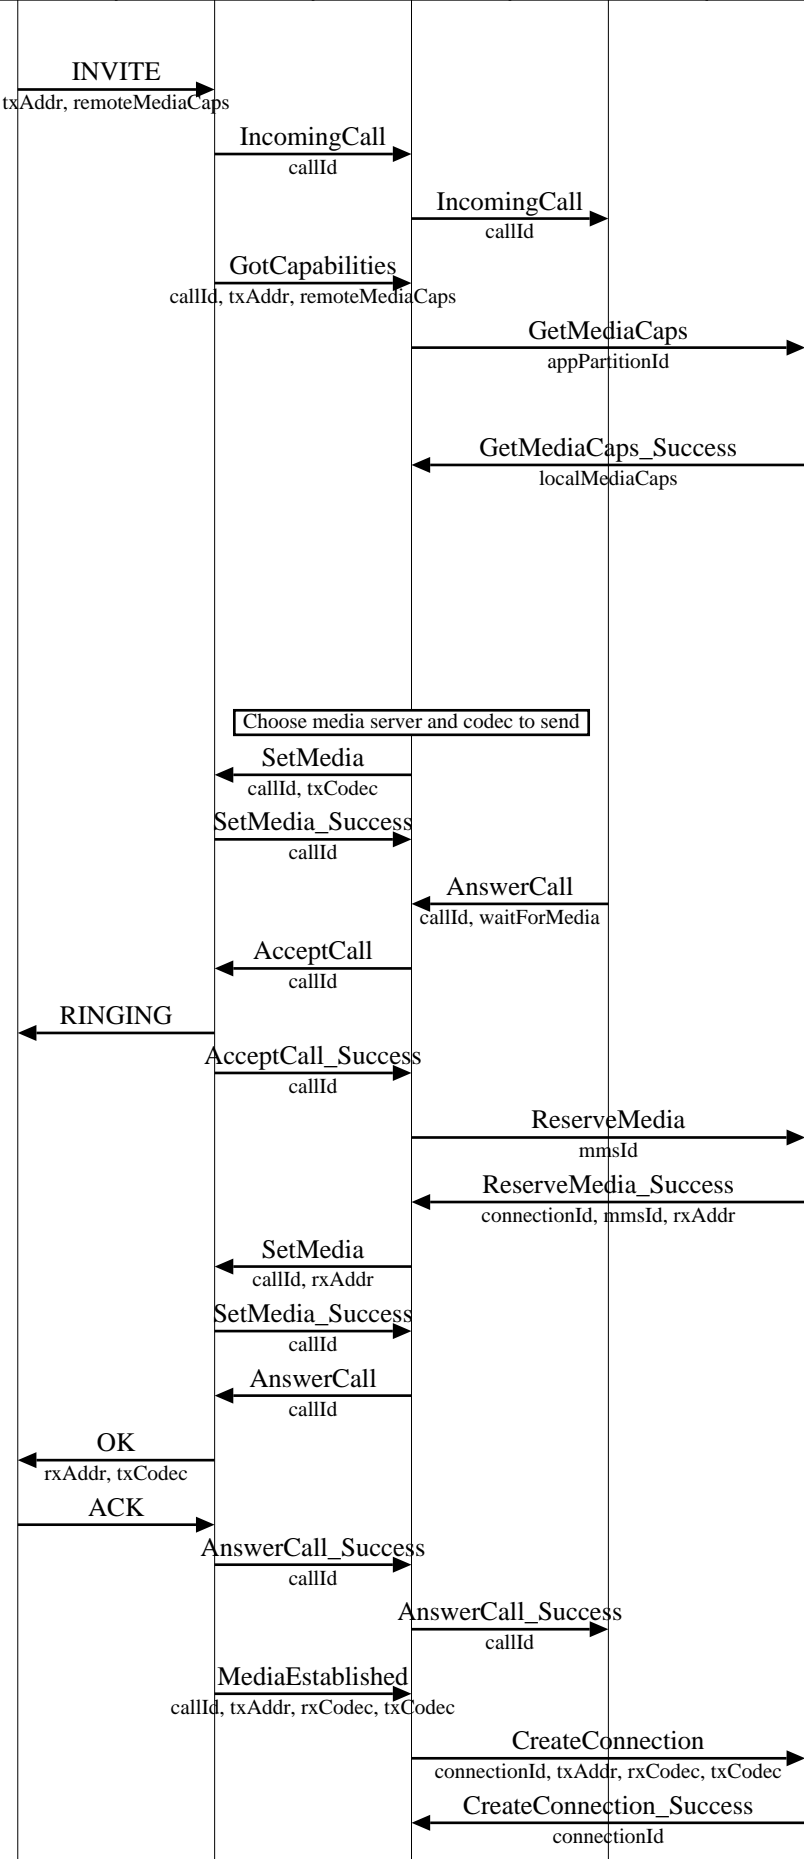 INVITE
txAddr, remoteMediaCaps
IncomingCall
callId
IncomingCall
callId
GotCapabilities
callId, txAddr, remoteMediaCaps
GetMediaCaps
appPartitionId
GetMediaCaps_Success
localMediaCaps
Choose media server and codec to send
SetMedia
callId, txCodec
SetMedia_Success
callId
AnswerCall
callId, waitForMedia
AcceptCall
callId
RINGING
AcceptCall_Success
callId
ReserveMedia
mmsId
ReserveMedia_Success
connectionId, mmsId, rxAddr
SetMedia
callId, rxAddr
SetMedia_Success
callId
AnswerCall
callId
OK
rxAddr, txCodec
ACK
AnswerCall_Success
callId
AnswerCall_Success
callId
MediaEstablished
callId, txAddr, rxCodec, txCodec
CreateConnection
connectionId, txAddr, rxCodec, txCodec
CreateConnection_Success
connectionId